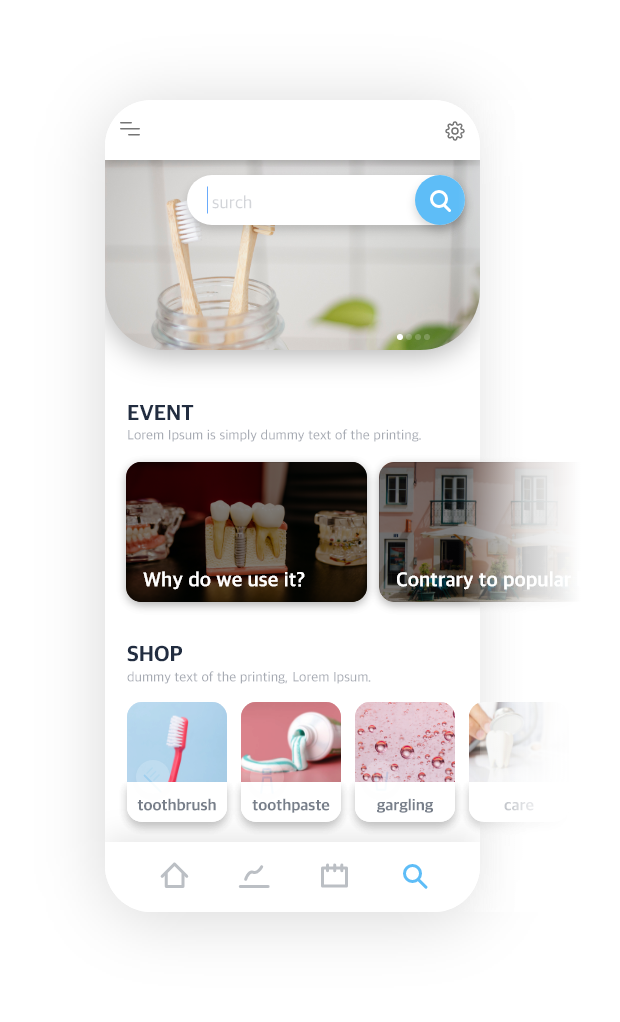 surch
EVENT
Lorem Ipsum is simply dummy text of the printing.
Why do we use it?
Contrary to popular
SHOP
dummy text of the printing, Lorem Ipsum.
toothbrush
toothpaste
gargling
care